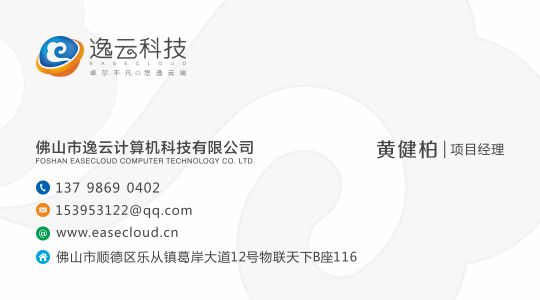 逸云科技
EASECLOUD
卓尔不凡 悠逸云端
佛山市逸云计算机科技有限公司
FOSHAN EASECLOUD COMPUTER TECHNOLOGY CO. LTD.
黄健柏|项目经理
137 9869 0402
153953122@qq.com
@ www.easecloud.cn
佛山市顺德区乐从镇葛岸大道12号物联天下B座116